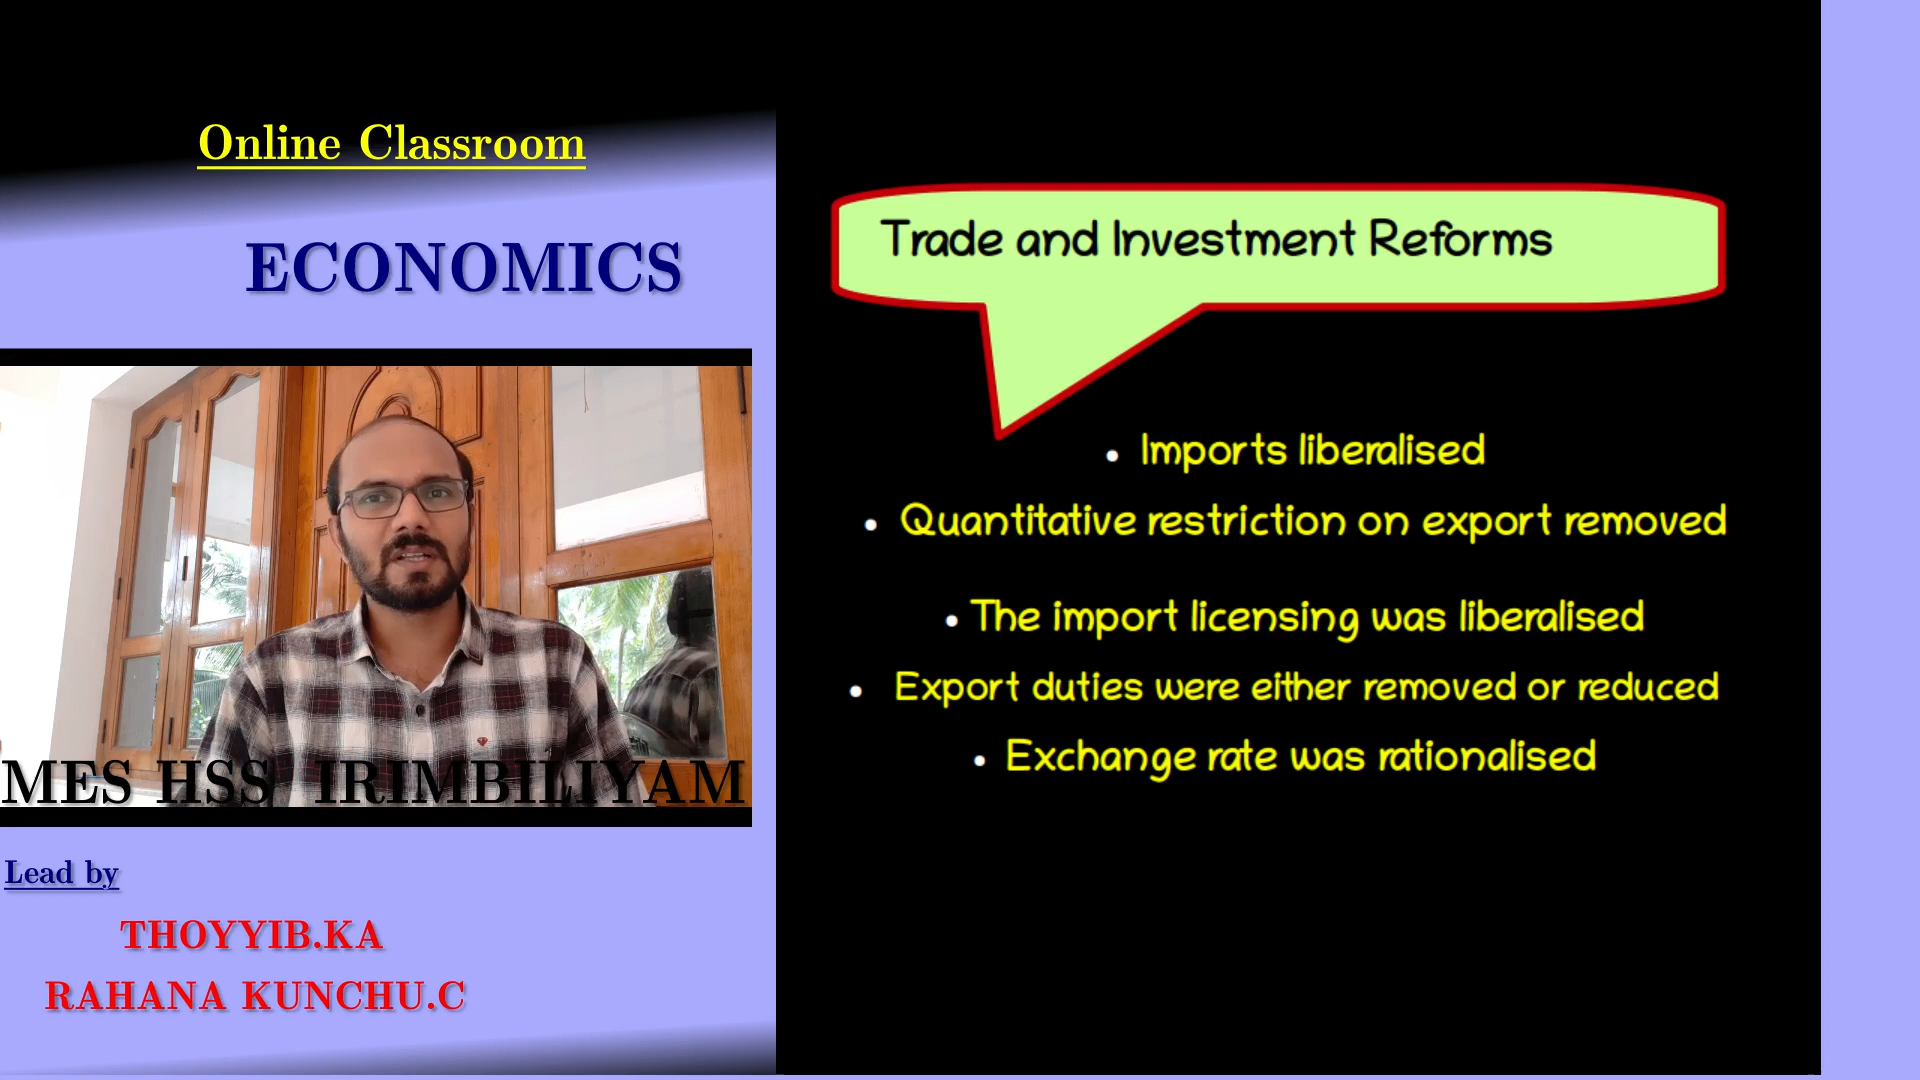 Online Classroom
ECONOMICS
MES HSS IRIMBILIYAM
Lead by
THOYYIB.KA
RAHANA KUNCHU.C
Trade and Investment Reforms
• Imports liberalised
• Quantitative restriction on export removed
• The import licensing was liberalised
• Export duties were either removed or reduced
• Exchange rate was rationalised